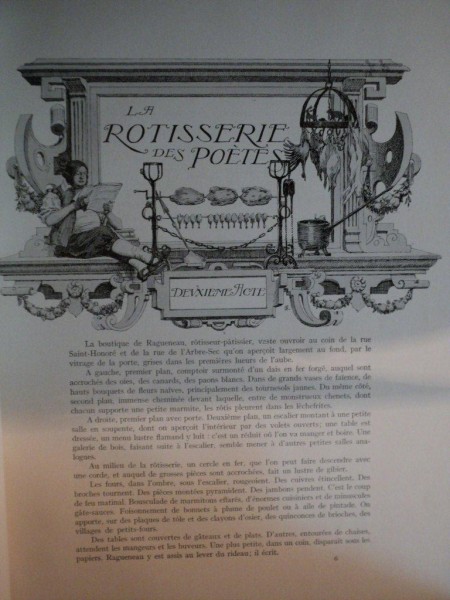 LA
ROTISSERIE
DES POÈTES
DEUXIÈME ACTE
La boutique de Ragueneau, rôtisseur-pâtissier, vaste ouvroir au coin de la rue
Saint-Honoré et de la rue de l'Arbre-Sec qu'on aperçoit largement au fond, par le
vitrage de la porte, grises dans les premières lueurs de l'aube.
A gauche, premier plan, comptoir surmonté d'un dais en fer forgé, auquel sont
accrochés des oies, des canards, des paons blancs. Dans de grands vases de faïence, de
hauts bouquets de fleurs naïves, principalement des tournesols jaunes. Du même côté,
second plan, immense cheminée devant laquelle, entre de monstrueux chenets, dont
chacun supporte une petite marmite, les rôtis pleurent dans les lèchefrites.
A droite, premier plan avec porte. Deuxième plan, un escalier montant à une petite
salle en soupente, dont on aperçoit l'intérieur par des volets ouverts; une table est
dressée, un menu lustre flamand y luit : c'est un réduit où l'on va manger et boire. Une
galerie de bois, faisant suite à l'escalier, semble mener à d'autres petites salles ana-
logues.
Au milieu de la rôtisserie, un cercle en fer, que l'on peut faire descendre avec
une corde, et auquel de grosses pièces sont accrochées, fait un lustre de gibier.
Les fours, dans l'ombre, sous l'escalier, rougeoient. Des cuivres étincellent. Des
broches tournent. Des pièces montées pyramident. Des jambons pendent. C'est le coup
de feu matinal. Bousculade de marmitons effarés, d'énormes cuisiniers et de minuscules
gâte-sauces. Foisonnement de bonnets à plume de poulet ou à aile de pintade. On
apporte, sur des plaques de tôle et des clayons d'osier, des quinconces de brioches, des
villages de petits-fours.
Des tables sont couvertes de gâteaux et de plats. D'autres, entourées de chaises,
attendent les mangeurs et les buveurs. Une plus petite, dans un coin, disparaît sous les
papiers. Ragueneau y est assis au lever du rideau; il écrit.